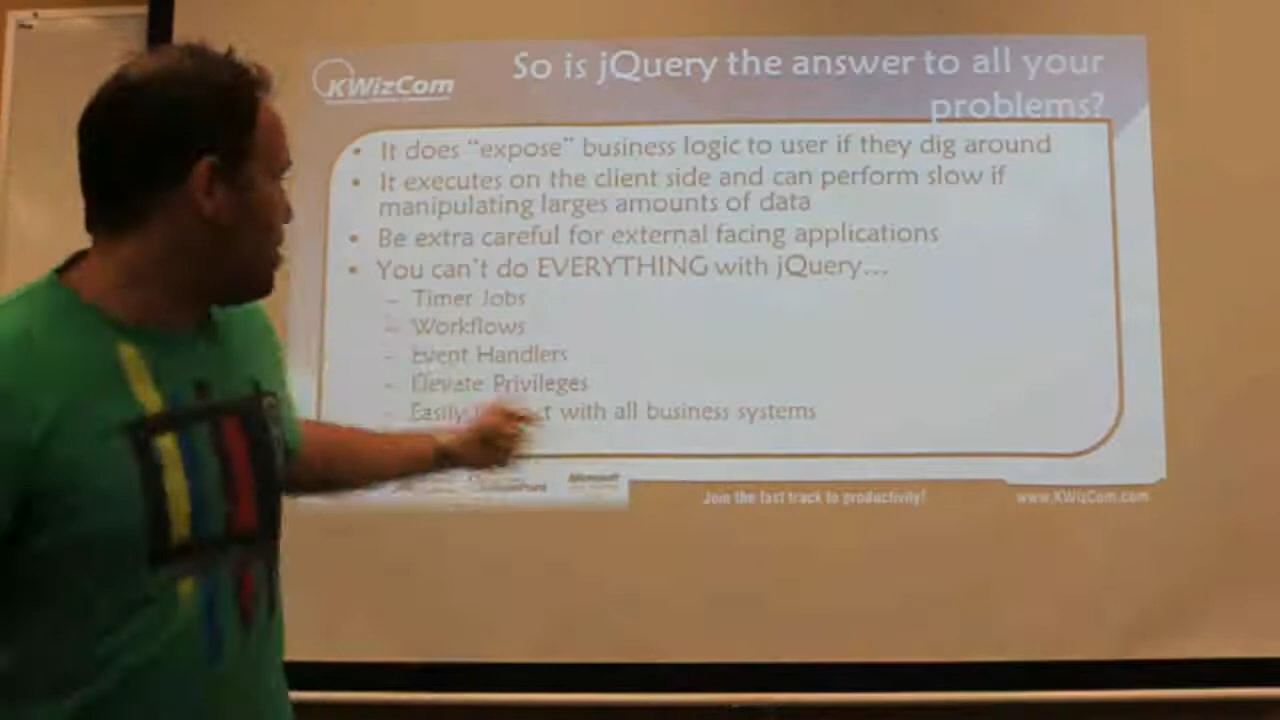 KWizCom
So is jQuery the answer to all your
problems?
• It does “expose” business logic to user if they dig around
• It executes on the client side and can perform slow if
manipulating larges amounts of data
• Be extra careful for external facing applications
• You can't do EVERYTHING with jQuery...
– Timer Jobs
– Workflows
– Event Handlers
– Elevate Privileges
– Easily with all business systems
Microsoft
Join the fast track to productivity!
www.KWizCom.com